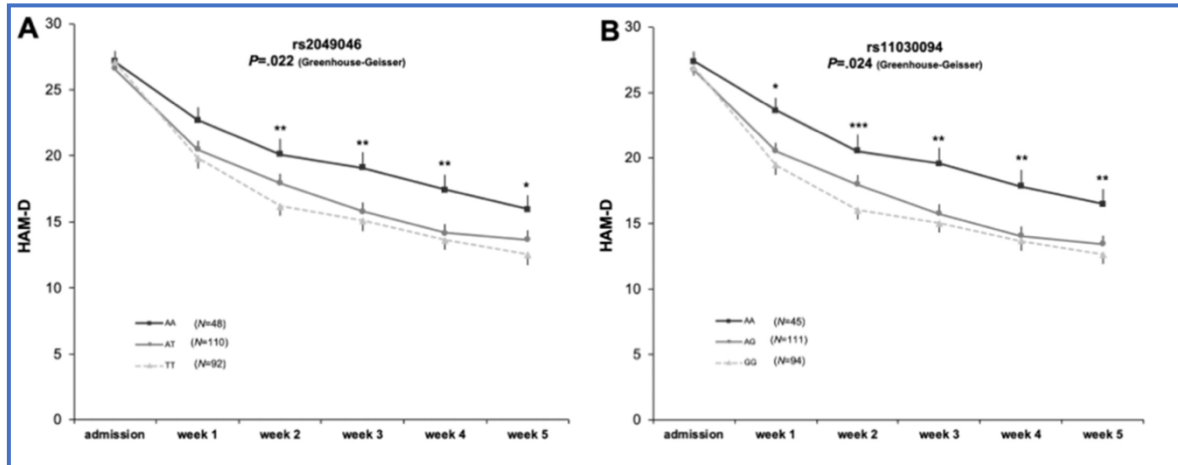 A
rs2049046
P=.022 (Greenhouse-Geisser)
HAM-D
30
25
20
15
10
5
0
**
**
**
*
AA (N=48)
AT (N=110)
TT (N=92)
admission week 1 week 2 week 3 week 4 week 5
B
rs11030094
P=.024 (Greenhouse-Geisser)
HAM-D
30
25
20
15
10
5
0
*
***
**
**
**
AA (N=45)
AG (N=111)
GG (N=94)
admission week 1 week 2 week 3 week 4 week 5